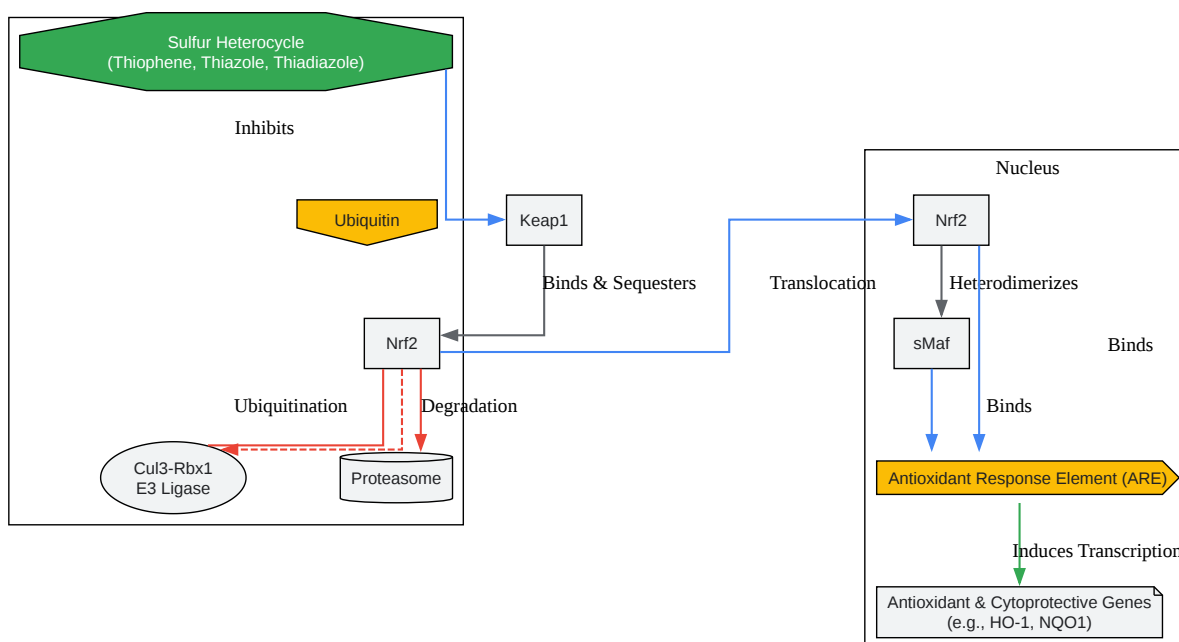 Sulfur Heterocycle
(Thiophene, Thiazole, Thiadiazole)
Inhibits
Nucleus
Ubiquitin
Keap1
Nrf2
Binds & Sequesters
Translocation
Heterodimerizes
Nrf2
sMaf
Binds
Ubiquitination
Degradation
Binds
Cul3-Rbx1
E3 Ligase
Proteasome
Antioxidant Response Element (ARE)
Induces Transcription
Antioxidant & Cytoprotective Genes
(e.g., HO-1, NQO1)